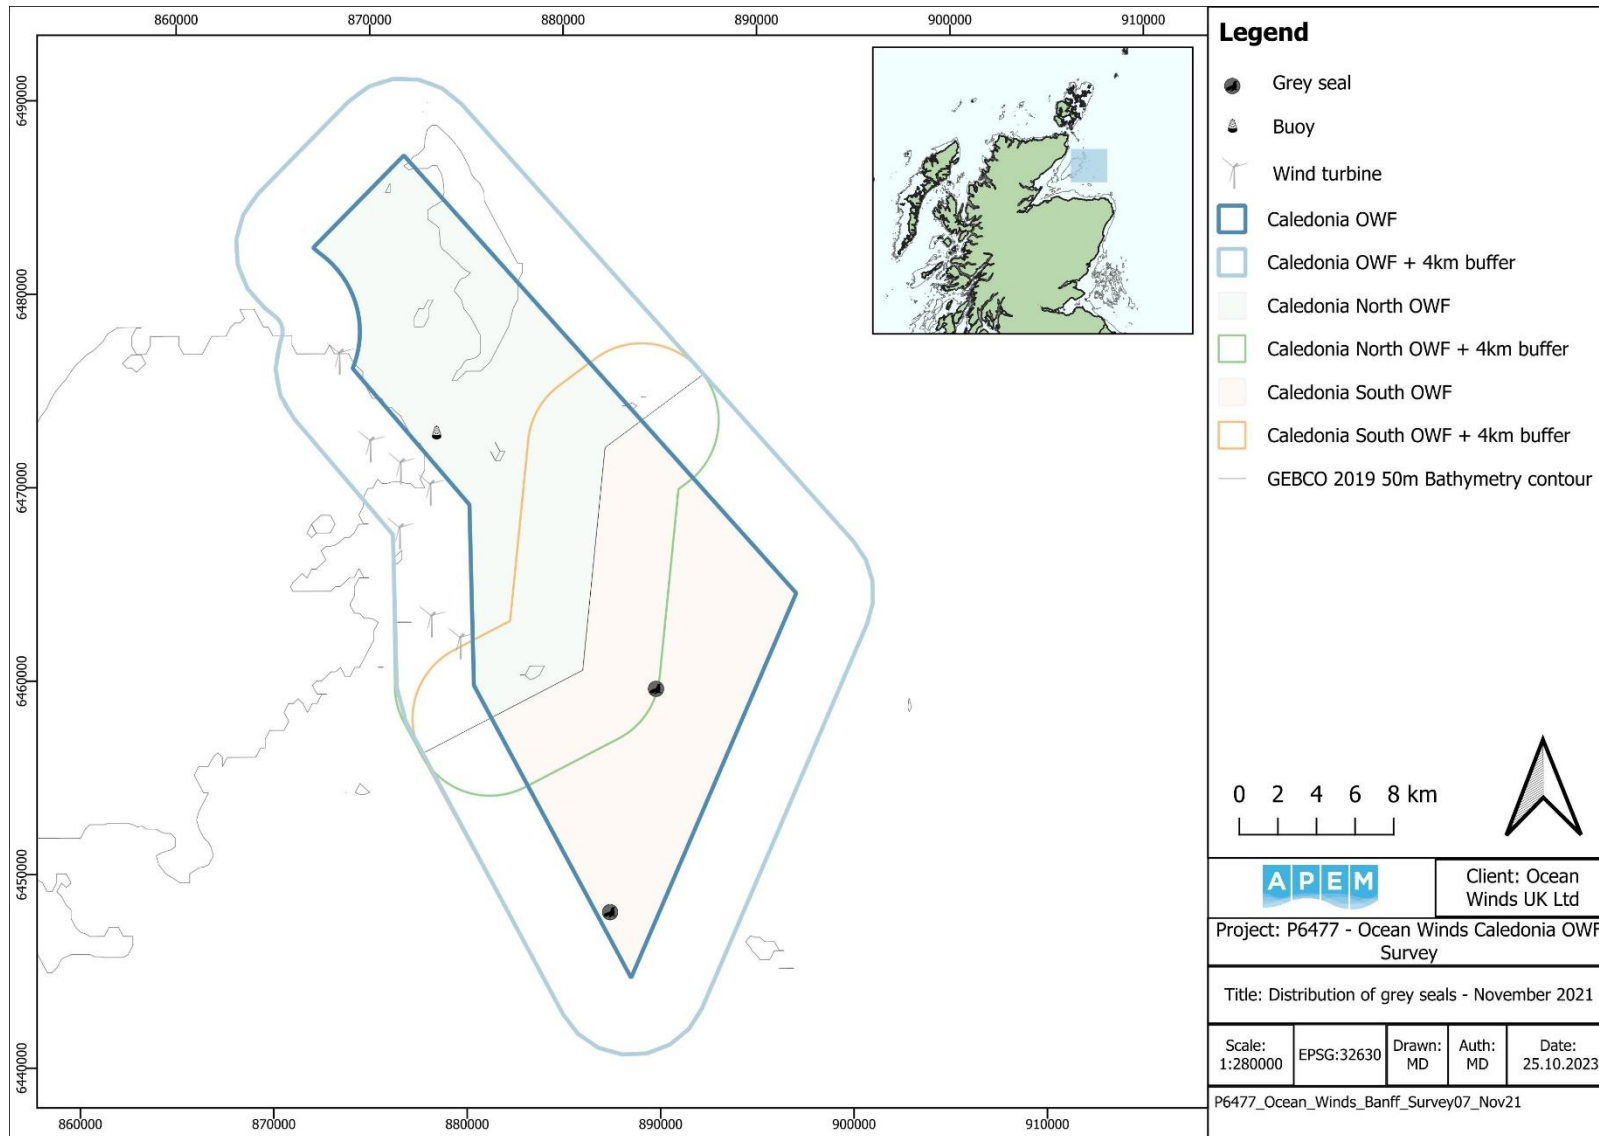 860000
870000
880000
890000
900000
910000
6490000
6480000
6470000
6460000
6450000
6440000
860000
870000
880000
890000
900000
910000
Legend
Grey seal
Buoy
Wind turbine
Caledonia OWF
Caledonia OWF + 4km buffer
Caledonia North OWF
Caledonia North OWF + 4km buffer
Caledonia South OWF
Caledonia South OWF + 4km buffer
GEBCO 2019 50m Bathymetry contour
0 2 4 6 8 km
APEM
Client: Ocean
Winds UK Ltd
Project: P6477 - Ocean Winds Caledonia OWF
Survey
Title: Distribution of grey seals - November 2021
Scale:
1:280000
EPSG:32630
Drawn:
MD
Auth:
MD
Date:
25.10.2023
P6477_Ocean_Winds_Banff_Survey07_Nov21